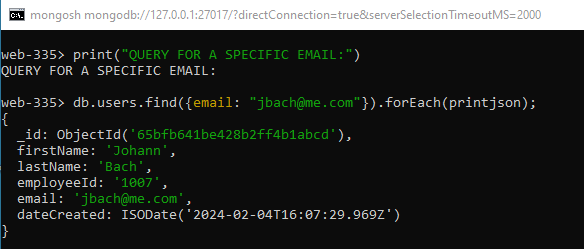 mongosh mongodb://127.0.0.1:27017/?directConnection=true&serverSelectionTimeoutMS=2000
web-335> print("QUERY FOR A SPECIFIC EMAIL:")
QUERY FOR A SPECIFIC EMAIL:
web-335> db.users.find({email: "jbach@me.com"}).forEach(printjson);
{
  _id: ObjectId('65bfb641be428b2ff4b1abcd'),
  firstName: 'Johann',
  lastName: 'Bach',
  employeeId: '1007',
  email: 'jbach@me.com',
  dateCreated: ISODate('2024-02-04T16:07:29.969Z')
}